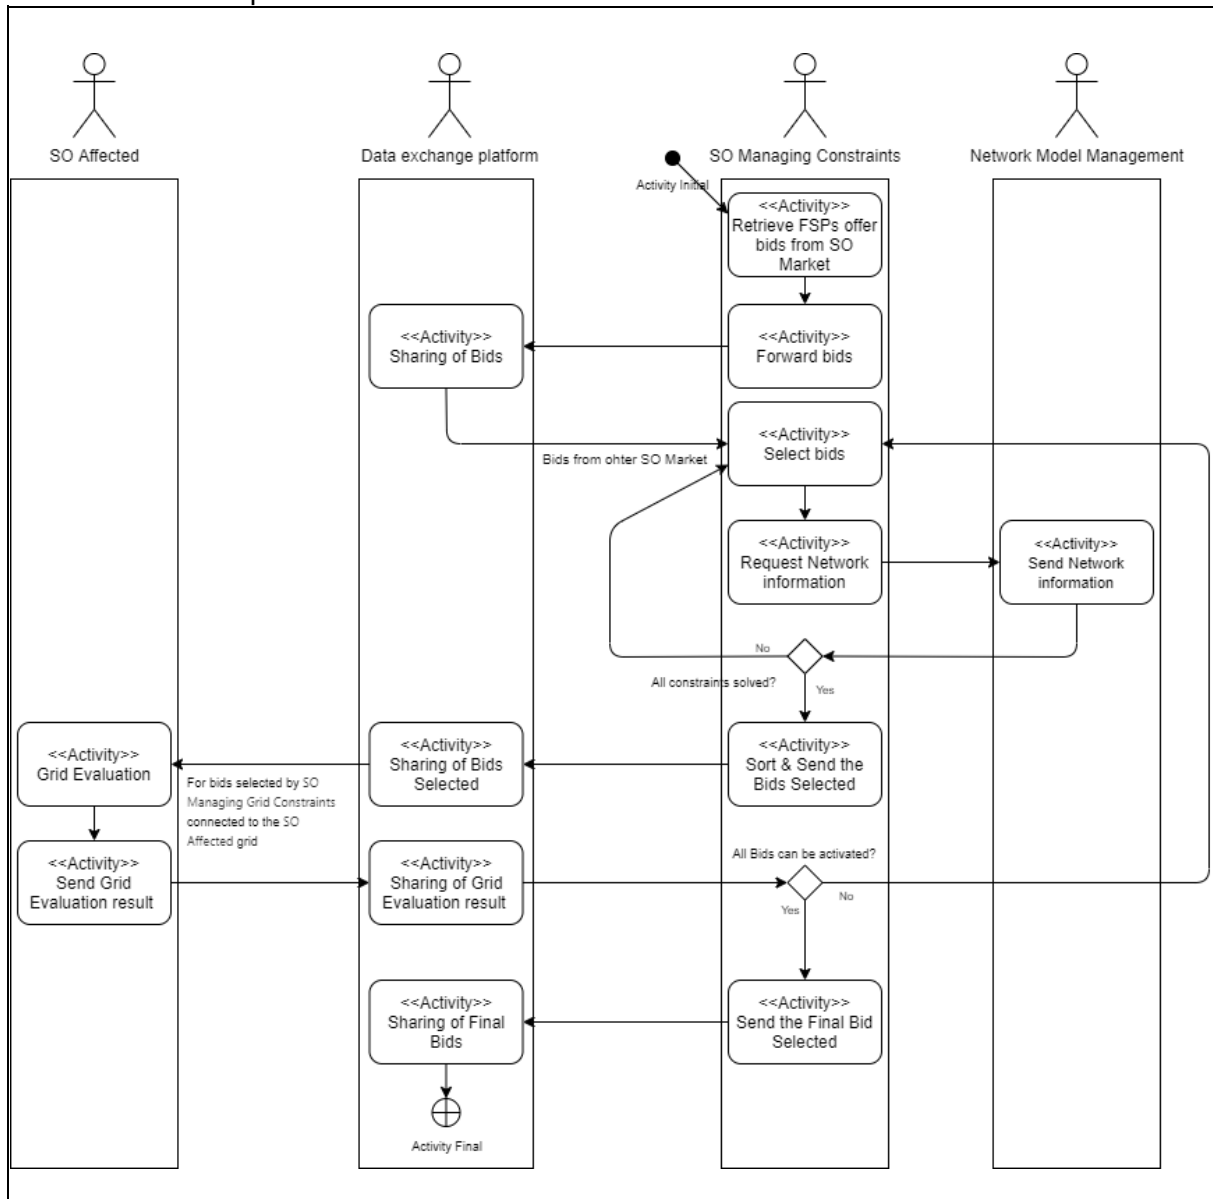 SO Affected
Data exchange platform
SO Managing Constraints
Network Model Management
Activity Initial
<<Activity>>
Retrieve FSPs offer
bids from SO
Market
<<Activity>>
Sharing of Bids
<<Activity>>
Forward bids
<<Activity>>
Select bids
Bids from ohter SO Market
<<Activity>>
Request Network
information
<<Activity>>
Send Network
information
No
All constraints solved?
Yes
<<Activity>>
Grid Evaluation
For bids selected by SO
Managing Grid Constraints
connected to the SO
Affected grid
<<Activity>>
Sharing of Bids
Selected
<<Activity>>
Sort & Send the
Bids Selected
<<Activity>>
Send Grid
Evaluation result
<<Activity>>
Sharing of Grid
Evaluation result
All Bids can be activated?
Yes
No
<<Activity>>
Sharing of Final
Bids
<<Activity>>
Send the Final Bid
Selected
Activity Final